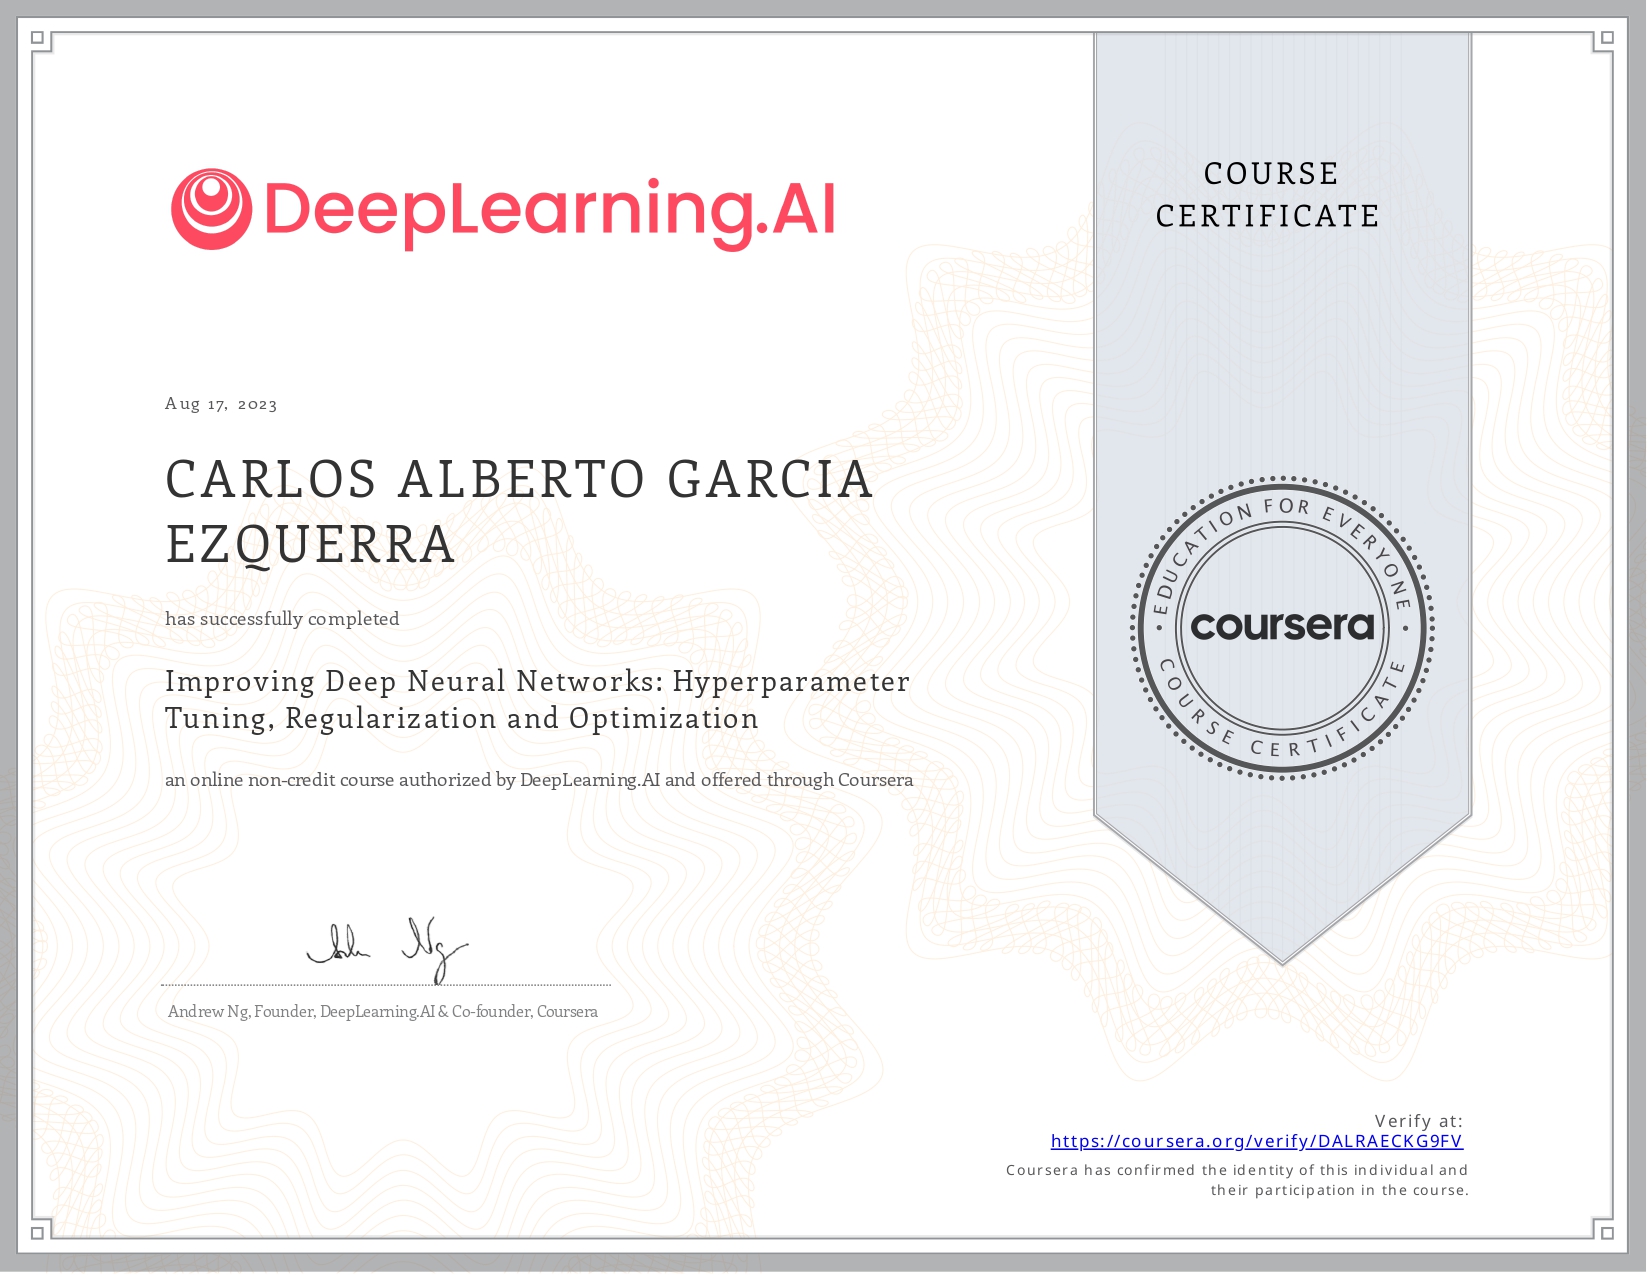 DeepLearning.AI
COURSE
CERTIFICATE
Aug 17, 2023
CARLOS ALBERTO GARCIA
EZQUERRA
has successfully completed
Improving Deep Neural Networks: Hyperparameter
Tuning, Regularization and Optimization
an online non-credit course authorized by DeepLearning.AI and offered through Coursera
EDUCATION FOR EVERYONE
coursera
COURSE CERTIFICATE
Andrew Ng, Founder, DeepLearning.AI & Co-founder, Coursera
Verify at:
https://coursera.org/verify/DALRAECKG9FV
Coursera has confirmed the identity of this individual and
their participation in the course.